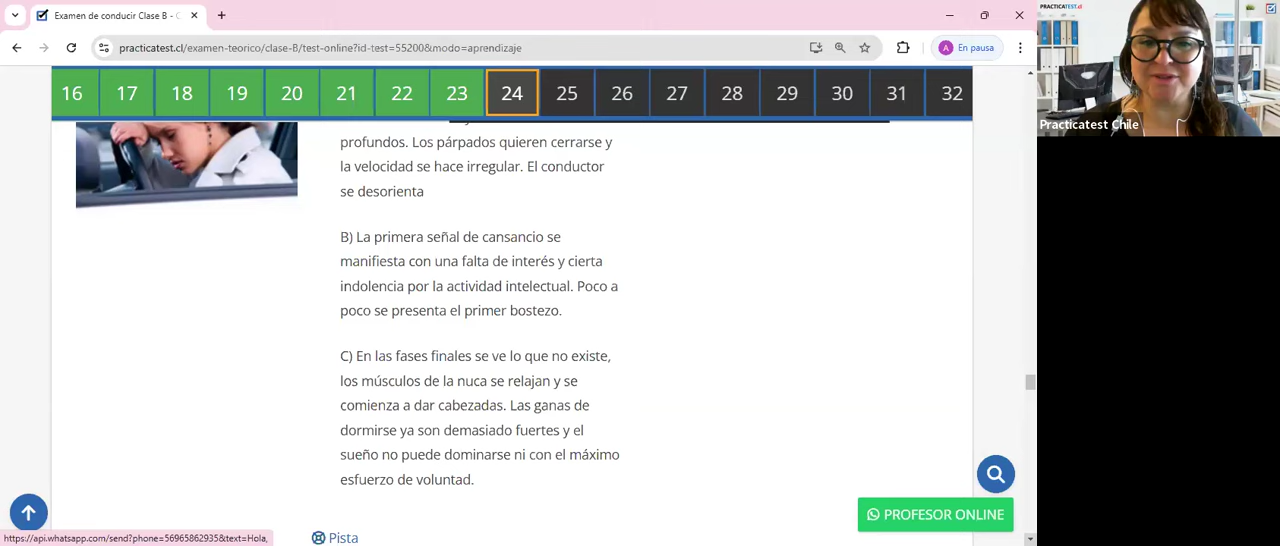 Examen de conducir Clase B - C
practicatest.cl/examen-teorico/clase-B/test-online?id-test=55200&modo=aprendizaje
A En pausa
PRACTICATEST.CL
Practicatest Chile
16 17 18 19 20 21 22 23 24 25 26 27 28 29 30 31 32
profundos. Los párpados quieren cerrarse y
la velocidad se hace irregular. El conductor
se desorienta
B) La primera señal de cansancio se
manifiesta con una falta de interés y cierta
indolencia por la actividad intelectual. Poco a
poco se presenta el primer bostezo.
C) En las fases finales se ve lo que no existe,
los músculos de la nuca se relajan y se
comienza a dar cabezadas. Las ganas de
dormirse ya son demasiado fuertes y el
sueño no puede dominarse ni con el máximo
esfuerzo de voluntad.
PROFESOR ONLINE
Pista
https://api.whatsapp.com/send?phone=56965862935&text=Hola,